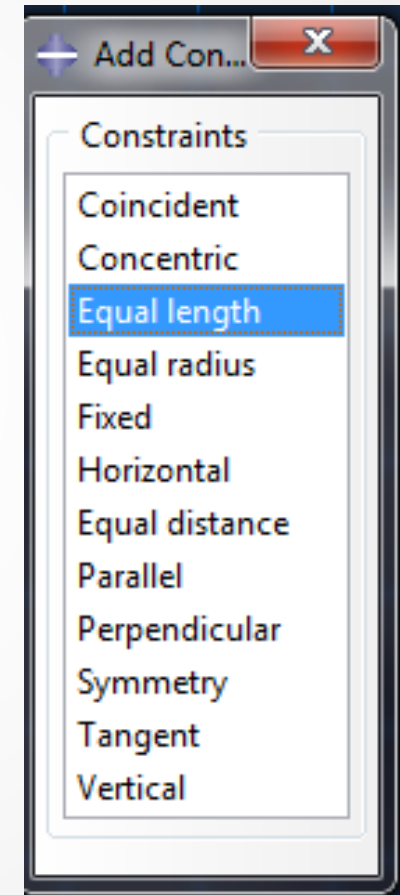 Add Con...
Constraints
Coincident
Concentric
Equal length
Equal radius
Fixed
Horizontal
Equal distance
Parallel
Perpendicular
Symmetry
Tangent
Vertical